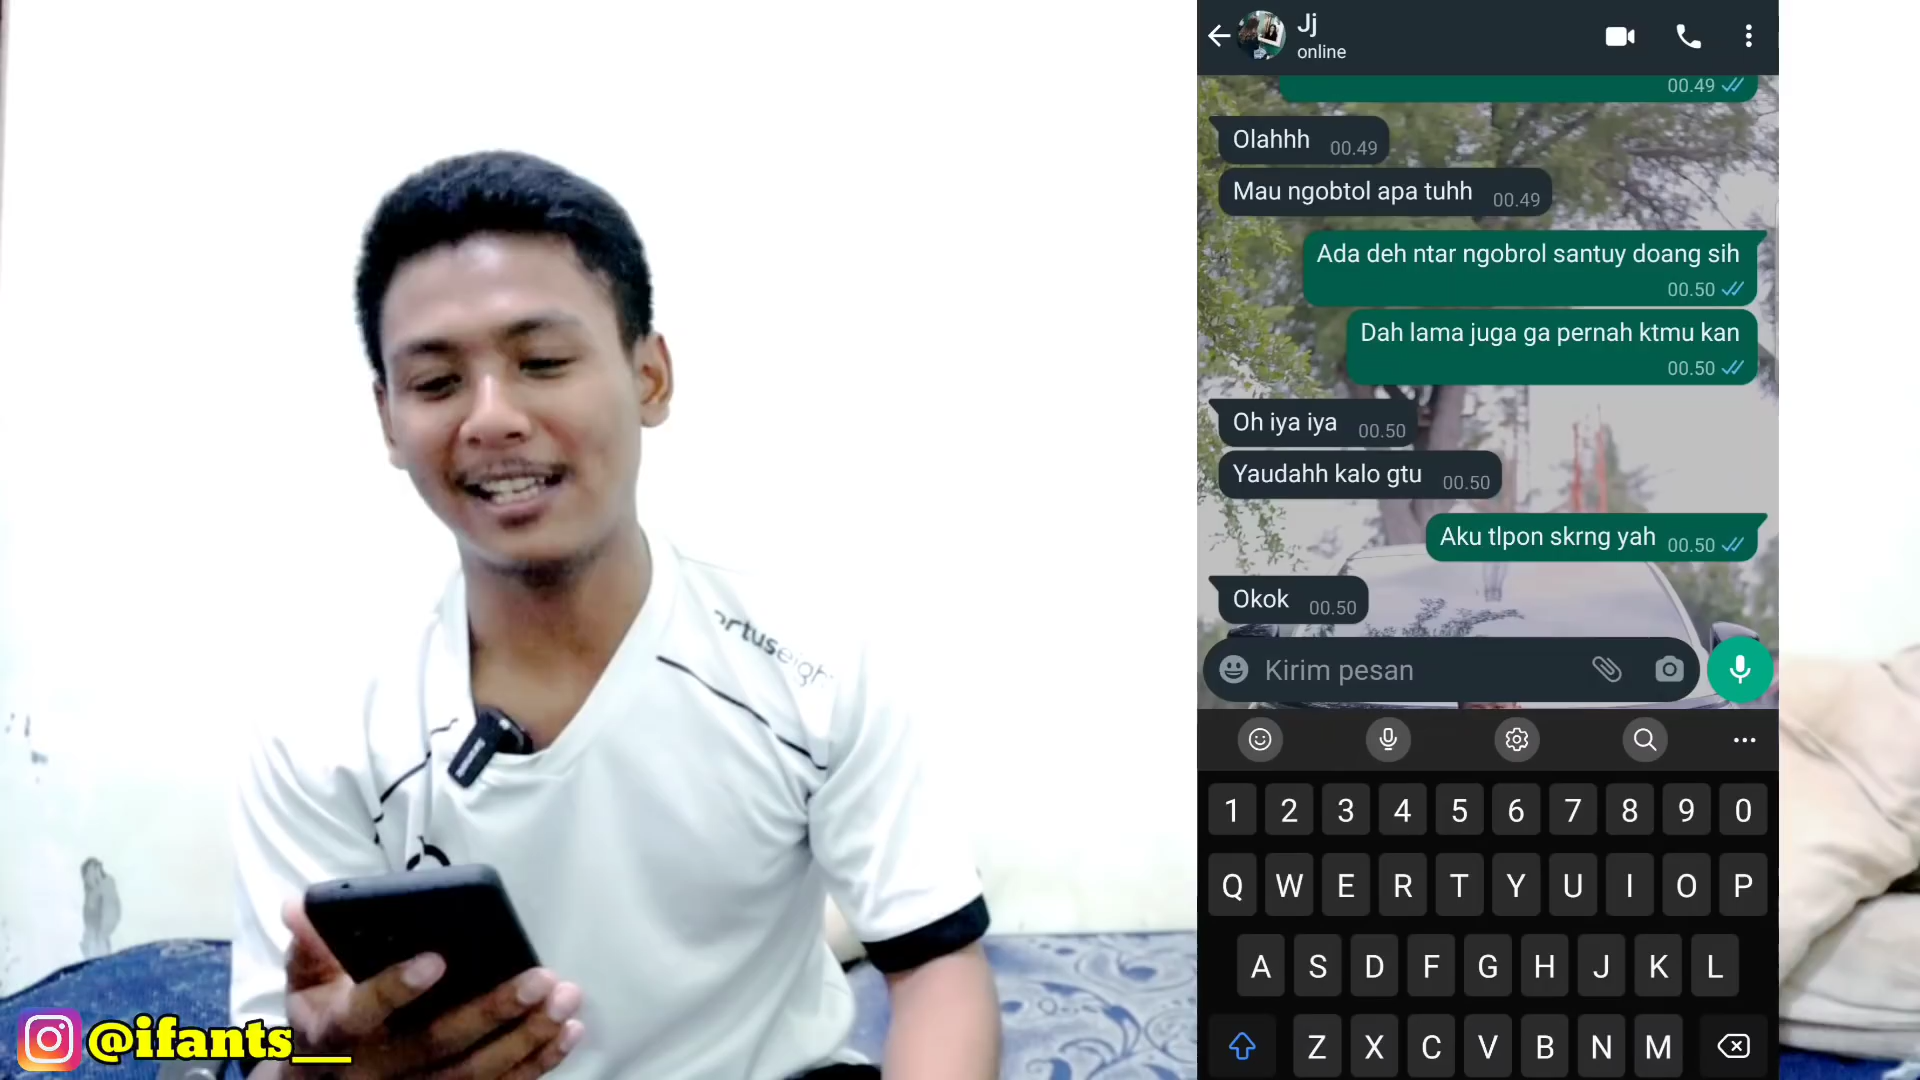 Jj
online
00.49
Olahhh 00.49
Mau ngobtol apa tuhh 00.49
Ada deh ntar ngobrol santuy doang sih
00.50
Dah lama juga ga pernah ktmu kan
00.50
Oh iya iya 00.50
Yaudahh kalo gtu 00.50
Aku tlpon skrng yah 00.50
Okok 00.50
Kirim pesan
1 2 3 4 5 6 7 8 9 0
Q W E R T Y U I O P
A S D F G H J K L
Z X C V B N M
ortuseight
@ifants__